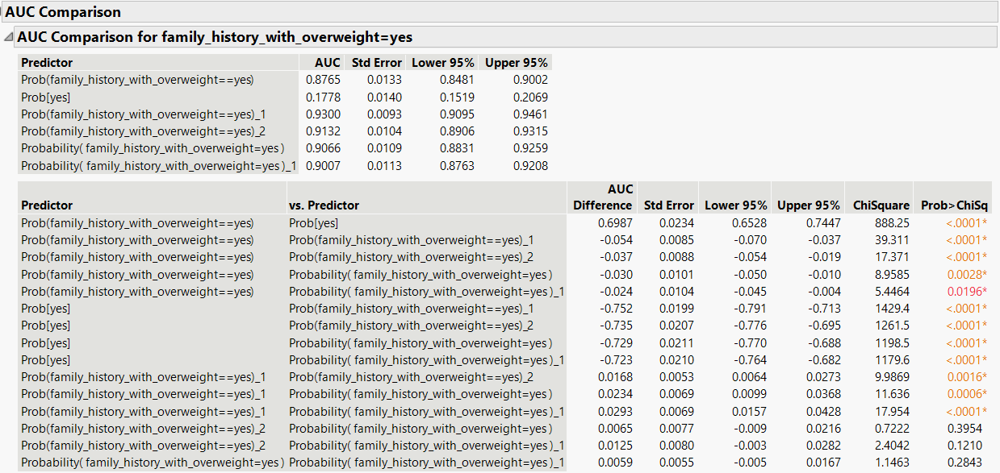 AUC Comparison
AUC Comparison for family_history_with_overweight=yes
Predictor AUC Std Error Lower 95% Upper 95%
Prob(family_history_with_overweight==yes) 0.8765 0.0133 0.8481 0.9002
Prob[yes] 0.1778 0.0140 0.1519 0.2069
Prob(family_history_with_overweight==yes)_1 0.9300 0.0093 0.9095 0.9461
Prob(family_history_with_overweight==yes)_2 0.9132 0.0104 0.8906 0.9315
Probability( family_history_with_overweight=yes ) 0.9066 0.0109 0.8831 0.9259
Probability( family_history_with_overweight=yes )_1 0.9007 0.0113 0.8763 0.9208
AUC
Predictor vs. Predictor Difference Std Error Lower 95% Upper 95% ChiSquare Prob>ChiSq
Prob(family_history_with_overweight==yes) Prob[yes] 0.6987 0.0234 0.6528 0.7447 888.25 <.0001*
Prob(family_history_with_overweight==yes) Prob(family_history_with_overweight==yes)_1 -0.054 0.0085 -0.070 -0.037 39.311 <.0001*
Prob(family_history_with_overweight==yes) Prob(family_history_with_overweight==yes)_2 -0.037 0.0088 -0.054 -0.019 17.371 <.0001*
Prob(family_history_with_overweight==yes) Probability( family_history_with_overweight=yes ) -0.030 0.0101 -0.050 -0.010 8.9585 0.0028*
Prob(family_history_with_overweight==yes) Probability( family_history_with_overweight=yes )_1 -0.024 0.0104 -0.045 -0.004 5.4464 0.0196*
Prob[yes] Prob(family_history_with_overweight==yes)_1 -0.752 0.0199 -0.791 -0.713 1429.4 <.0001*
Prob[yes] Prob(family_history_with_overweight==yes)_2 -0.735 0.0207 -0.776 -0.695 1261.5 <.0001*
Prob[yes] Probability( family_history_with_overweight=yes ) -0.729 0.0211 -0.770 -0.688 1198.5 <.0001*
Prob[yes] Probability( family_history_with_overweight=yes )_1 -0.723 0.0210 -0.764 -0.682 1179.6 <.0001*
Prob(family_history_with_overweight==yes)_1 Prob(family_history_with_overweight==yes)_2 0.0168 0.0053 0.0064 0.0273 9.9869 0.0016*
Prob(family_history_with_overweight==yes)_1 Probability( family_history_with_overweight=yes ) 0.0234 0.0069 0.0099 0.0368 11.636 0.0006*
Prob(family_history_with_overweight==yes)_1 Probability( family_history_with_overweight=yes )_1 0.0293 0.0069 0.0157 0.0428 17.954 <.0001*
Prob(family_history_with_overweight==yes)_2 Probability( family_history_with_overweight=yes ) 0.0065 0.0077 -0.009 0.0216 0.7222 0.3954
Prob(family_history_with_overweight==yes)_2 Probability( family_history_with_overweight=yes )_1 0.0125 0.0080 -0.003 0.0282 2.4042 0.1210
Probability( family_history_with_overweight=yes ) Probability( family_history_with_overweight=yes )_1 0.0059 0.0055 -0.005 0.0167 1.1463 0.2843